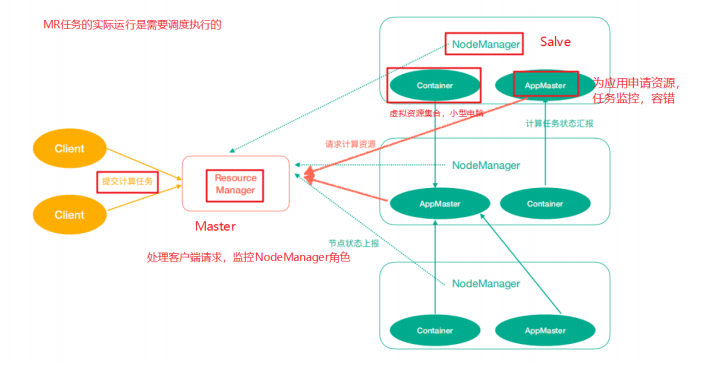 MR任务的实际运行是需要调度执行的
NodeManager
Salve
Container
AppMaster
为应用申请资源，
任务监控，容错
虚拟资源集合，小型电脑
计算任务状态汇报
请求计算资源
Client
提交计算任务
Resource
Manager
NodeManager
AppMaster
Container
Client
Master
节点状态上报
处理客户端请求，监控NodeManager角色
NodeManager
Container
AppMaster